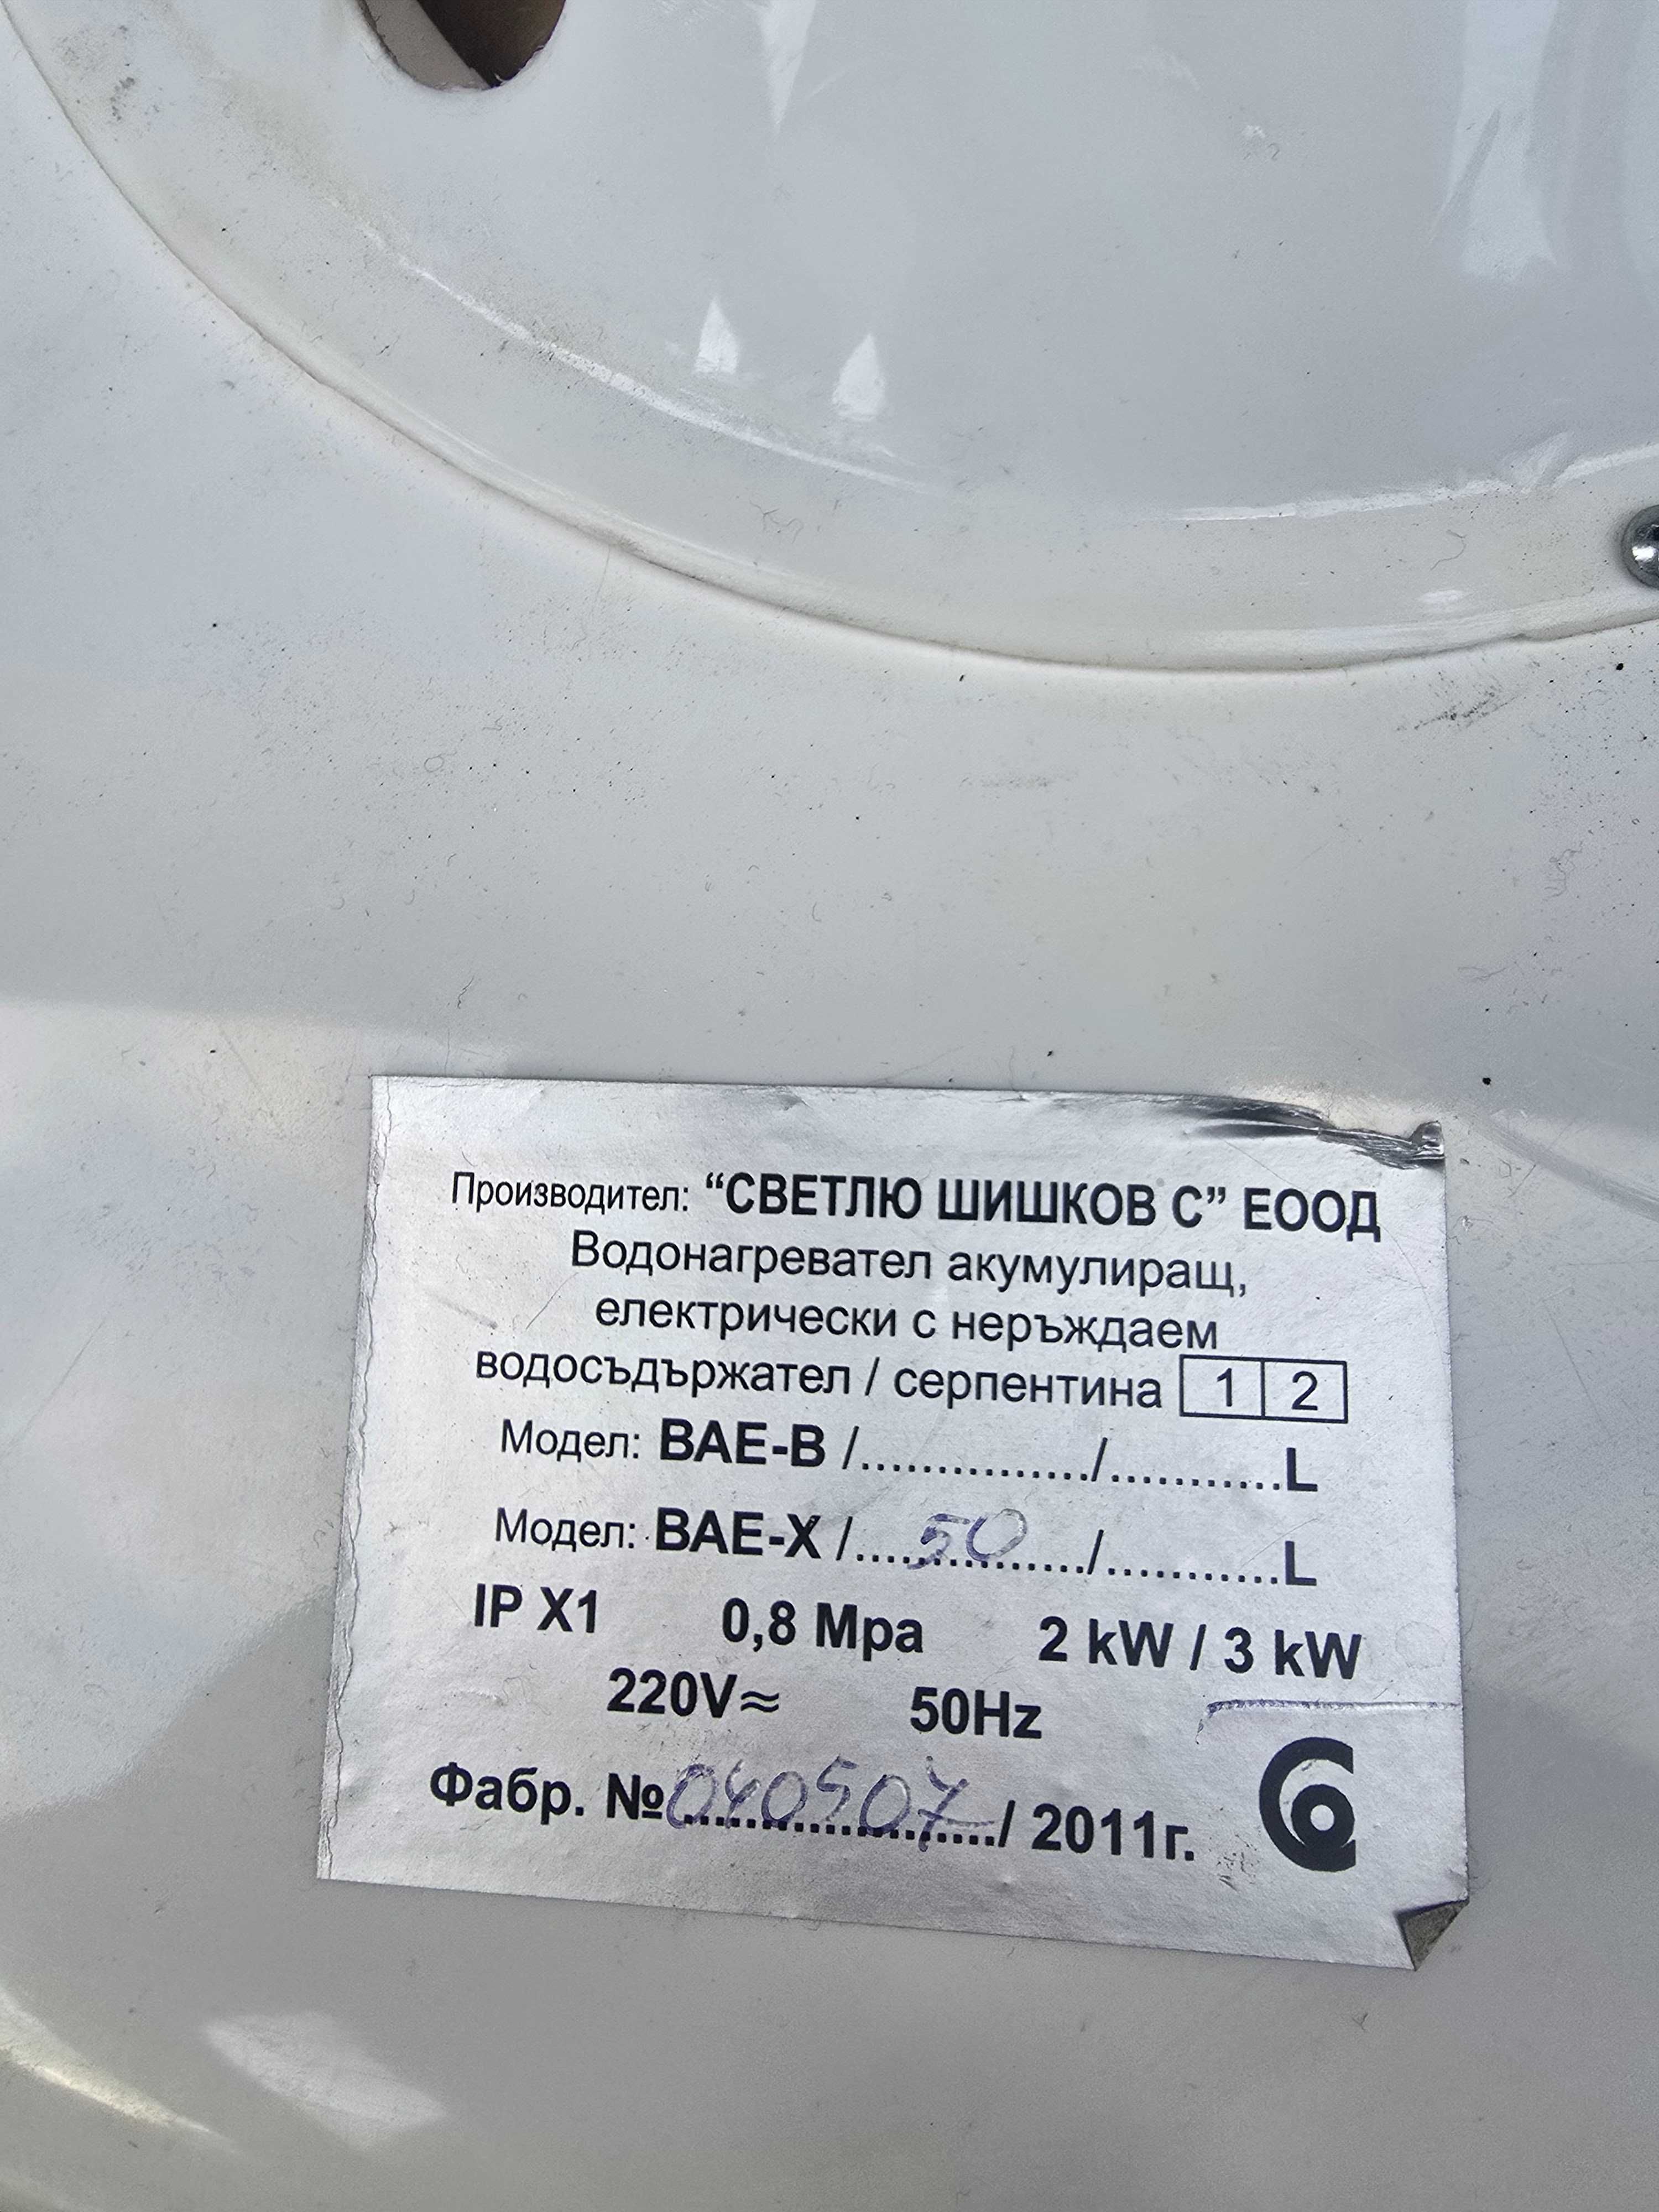 Производител: “СВЕТЛЮ ШИШКОВ С” ЕООД
Водонагревател акумулиращ,
електрически с неръждаем
водосъдържател / серпентина 1 2
Модел: ВАЕ-В /.............../...........L
Модел: ВАЕ-Х /....50........../...........L
IP X1 0,8 Mpa 2 kW / 3 kW
220V≈ 50Hz
Фабр. №040507/ 2011г.